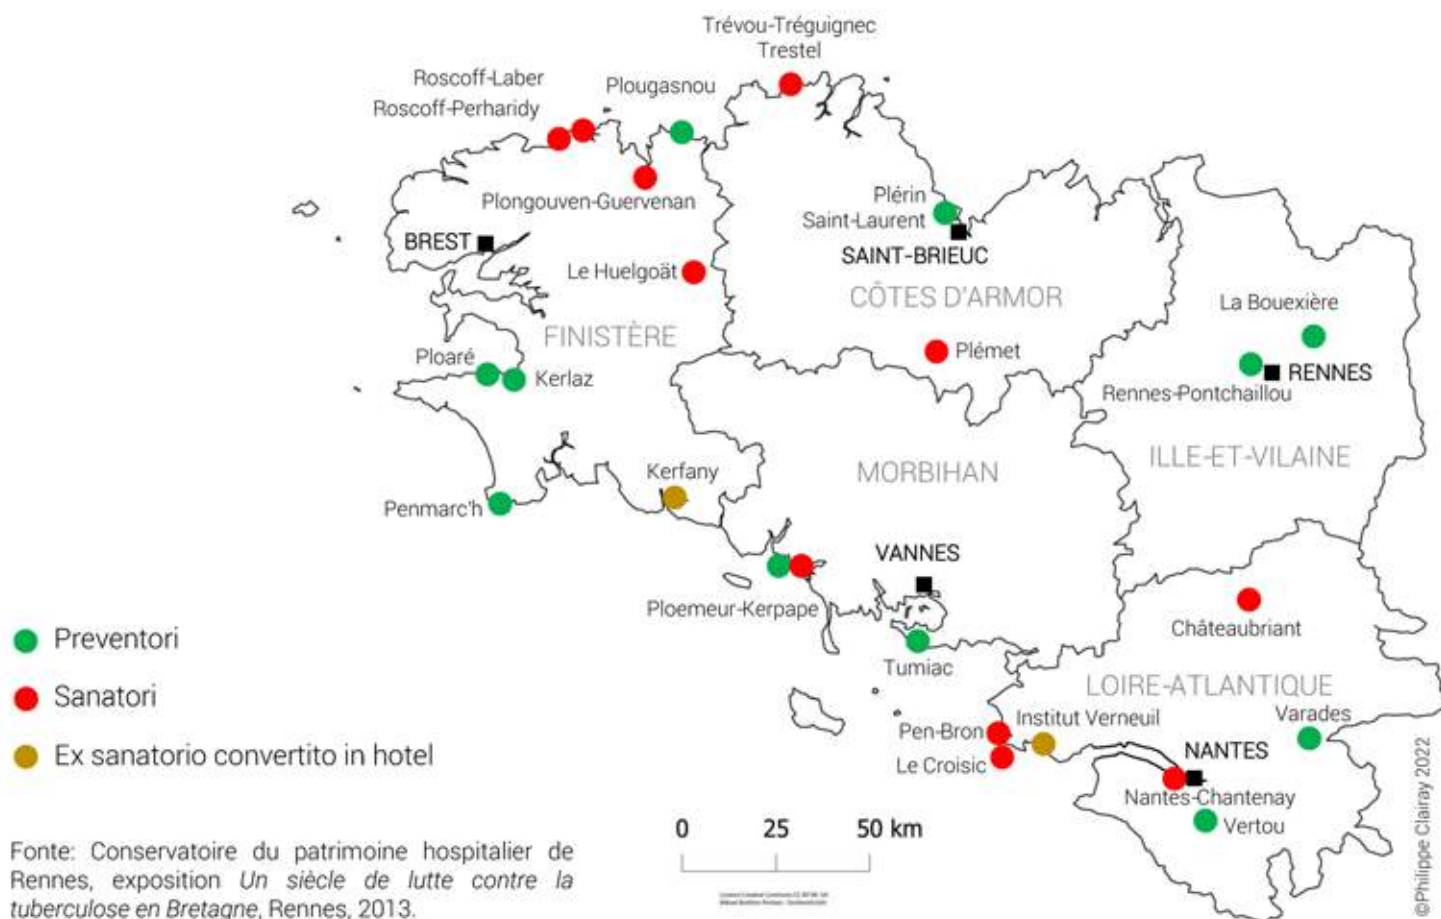 Trévou-Tréguignec
Trestel
Roscoff-Laber
Plougasnou
Roscoff-Perharidy
Plongouven-Guervenan
Plérin
Saint-Laurent
BREST
SAINT-BRIEUC
Le Huelgoät
CÔTES D'ARMOR
La Bouexière
FINISTÈRE
Plémet
Ploaré
Kerlaz
RENNES
Rennes-Pontchaillou
ILLE-ET-VILAINE
MORBIHAN
Kerfany
Penmarc'h
VANNES
Ploemeur-Kerpape
Châteaubriant
Tumiac
LOIRE-ATLANTIQUE
Institut Verneuil
Varades
Pen-Bron
NANTES
Le Croisic
Nantes-Chantenay
Vertou
Preventori
Sanatori
Ex sanatorio convertito in hotel
0 25 50 km
Fonte: Conservatoire du patrimoine hospitalier de
Rennes, exposition Un siècle de lutte contre la
tuberculose en Bretagne, Rennes, 2013.
©Philippe Clairay 2022